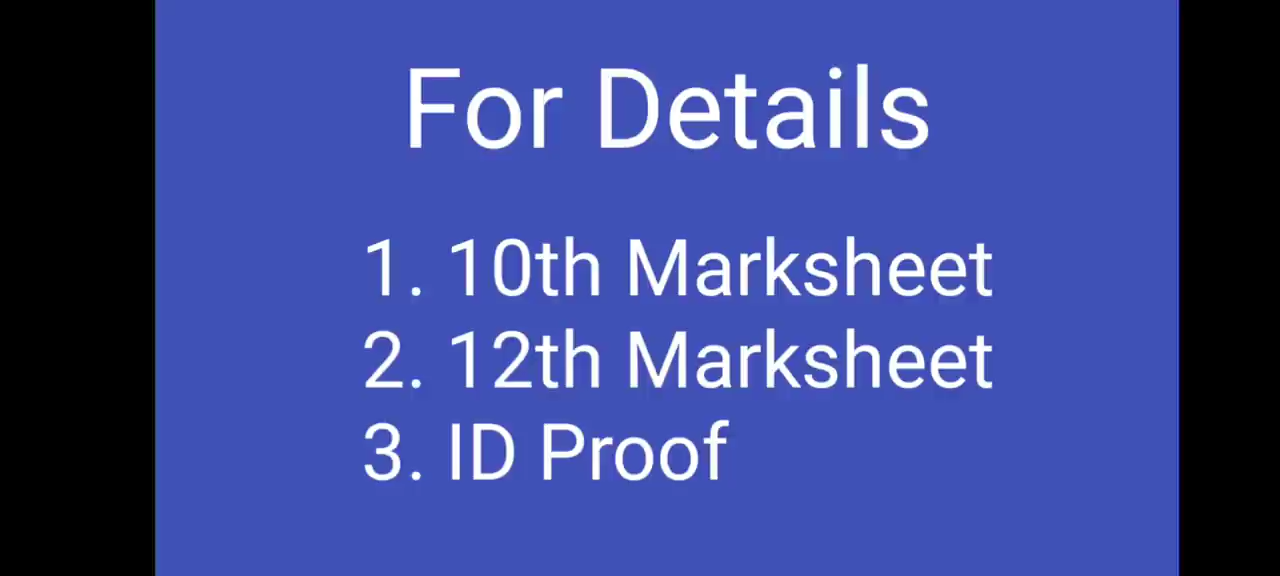 For Details
1. 10th Marksheet
2. 12th Marksheet
3. ID Proof